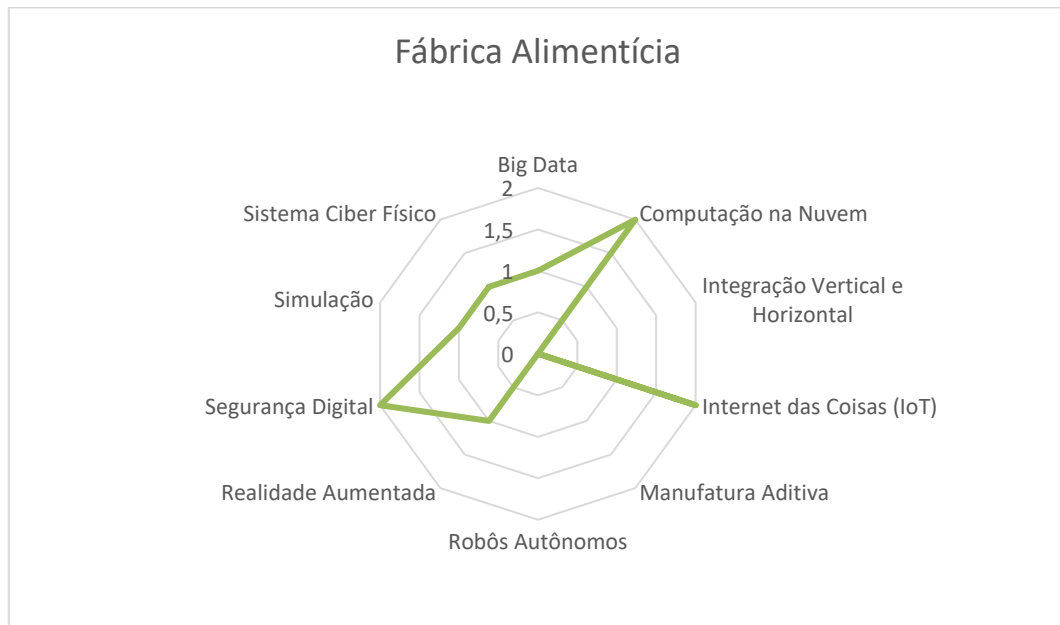 Fábrica Alimentícia
Big Data
2
Sistema Ciber Físico
Computação na Nuvem
1,5
Simulação
1
Integração Vertical e
Horizontal
0,5
0
Segurança Digital
Internet das Coisas (IoT)
Realidade Aumentada
Manufatura Aditiva
Robôs Autônomos